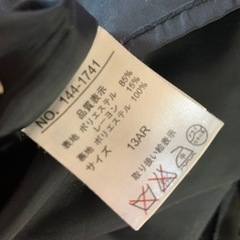 NO. 144-1741
品質表示
表地 ポリエステル 85%
レーヨン 15%
裏地 ポリエステル 100%
サイズ
13AR
取り扱い絵表示